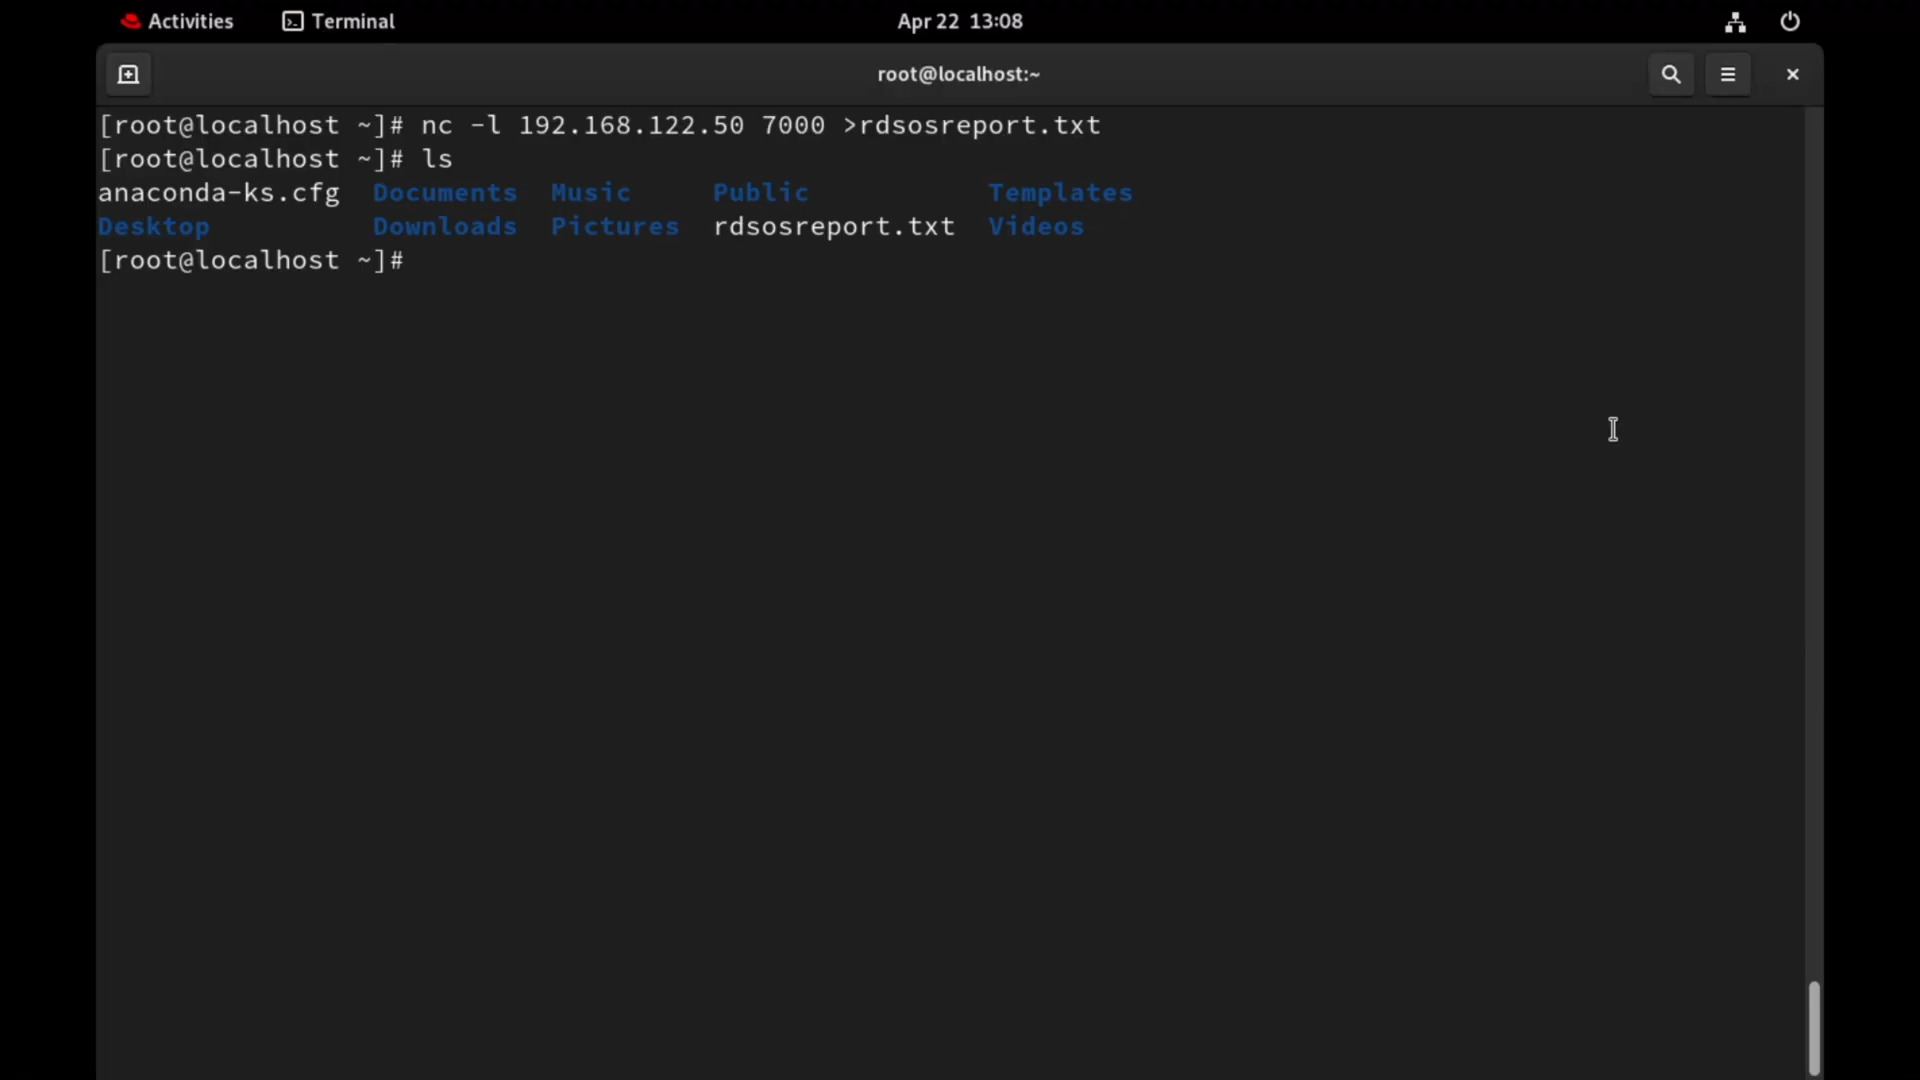 Activities Terminal Apr 22 13:08
root@localhost:~
[root@localhost ~]# nc -l 192.168.122.50 7000 >rdsosreport.txt
[root@localhost ~]# ls
anaconda-ks.cfg Documents Music Public Templates
Desktop Downloads Pictures rdsosreport.txt Videos
[root@localhost ~]#